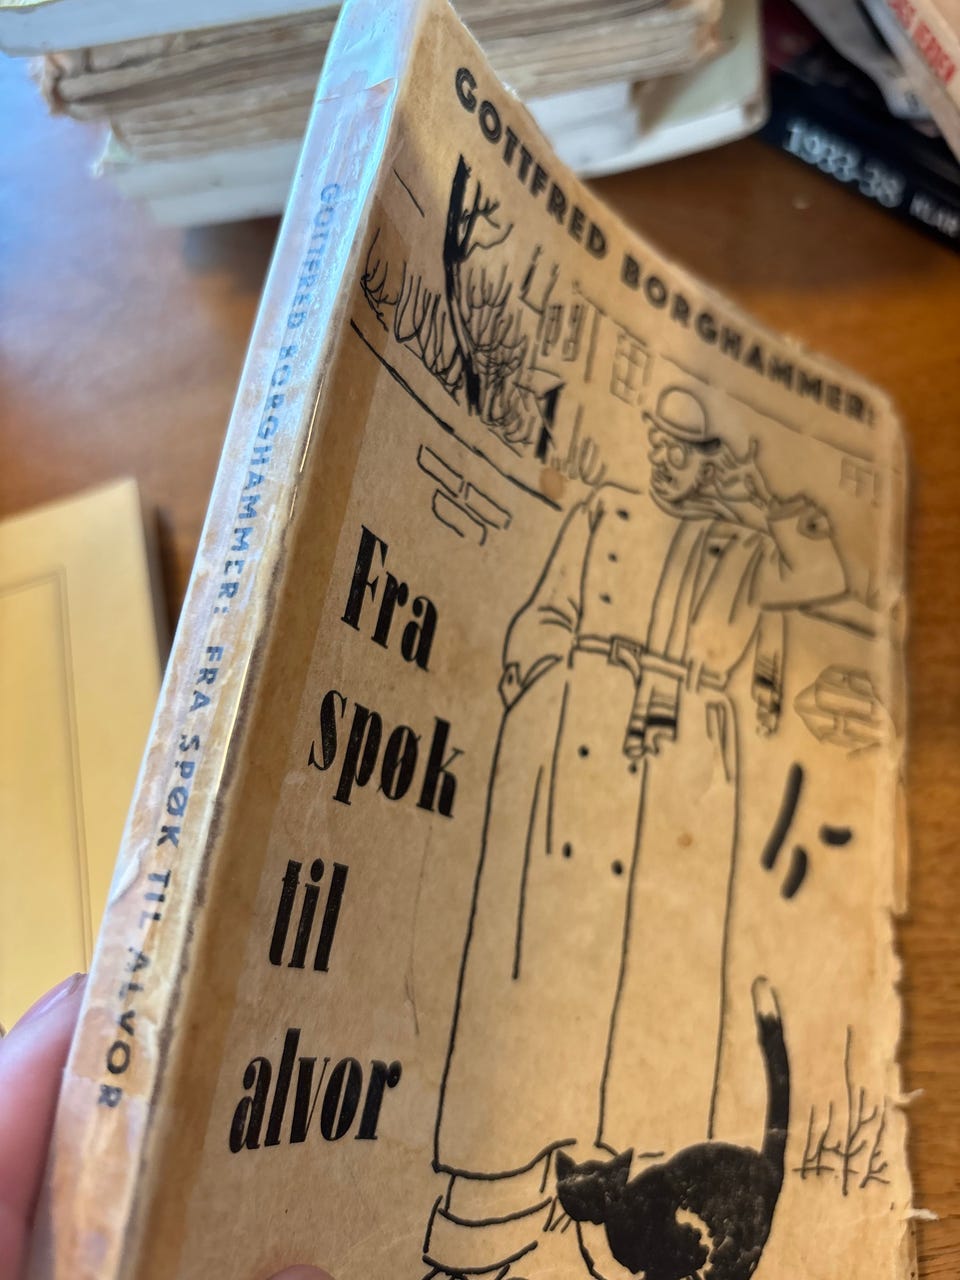 GOTTFRED BORGHAMMER:
Fra
spøk
til
alvor
GOTTFRED BORGHAMMER: FRA SPØK TIL ALVOR
1933-38